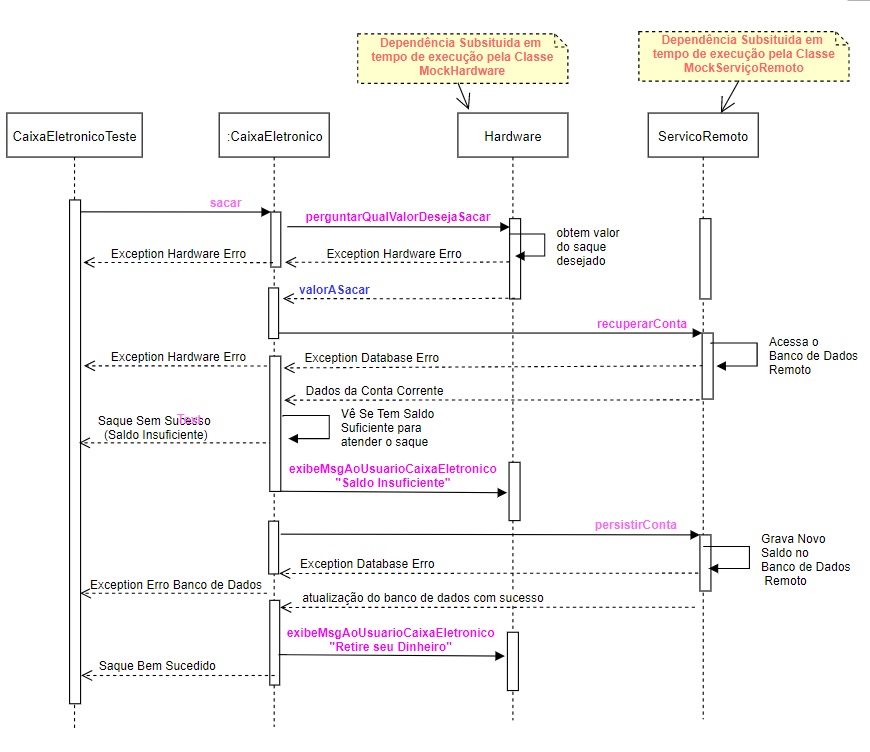 Dependência Subsituida em
tempo de execução pela Classe
MockHardware
Dependência Subsituida em
tempo de execução pela Classe
MockServiçoRemoto
CaixaEletronicoTeste
:CaixaEletronico
Hardware
ServicoRemoto
sacar
perguntarQualValorDesejaSacar
obtem valor
do saque
desejado
Exception Hardware Erro
Exception Hardware Erro
valorASacar
recuperarConta
Acessa o
Banco de Dados
Remoto
Exception Hardware Erro
Exception Database Erro
Dados da Conta Corrente
Saque Sem Sucesso
(Saldo Insuficiente)
Text
Vê Se Tem Saldo
Suficiente para
atender o saque
exibeMsgAoUsuarioCaixaEletronico
"Saldo Insuficiente"
persistirConta
Grava Novo
Saldo no
Banco de Dados
Remoto
Exception Database Erro
Exception Erro Banco de Dados
atualização do banco de dados com sucesso
exibeMsgAoUsuarioCaixaEletronico
"Retire seu Dinheiro"
Saque Bem Sucedido